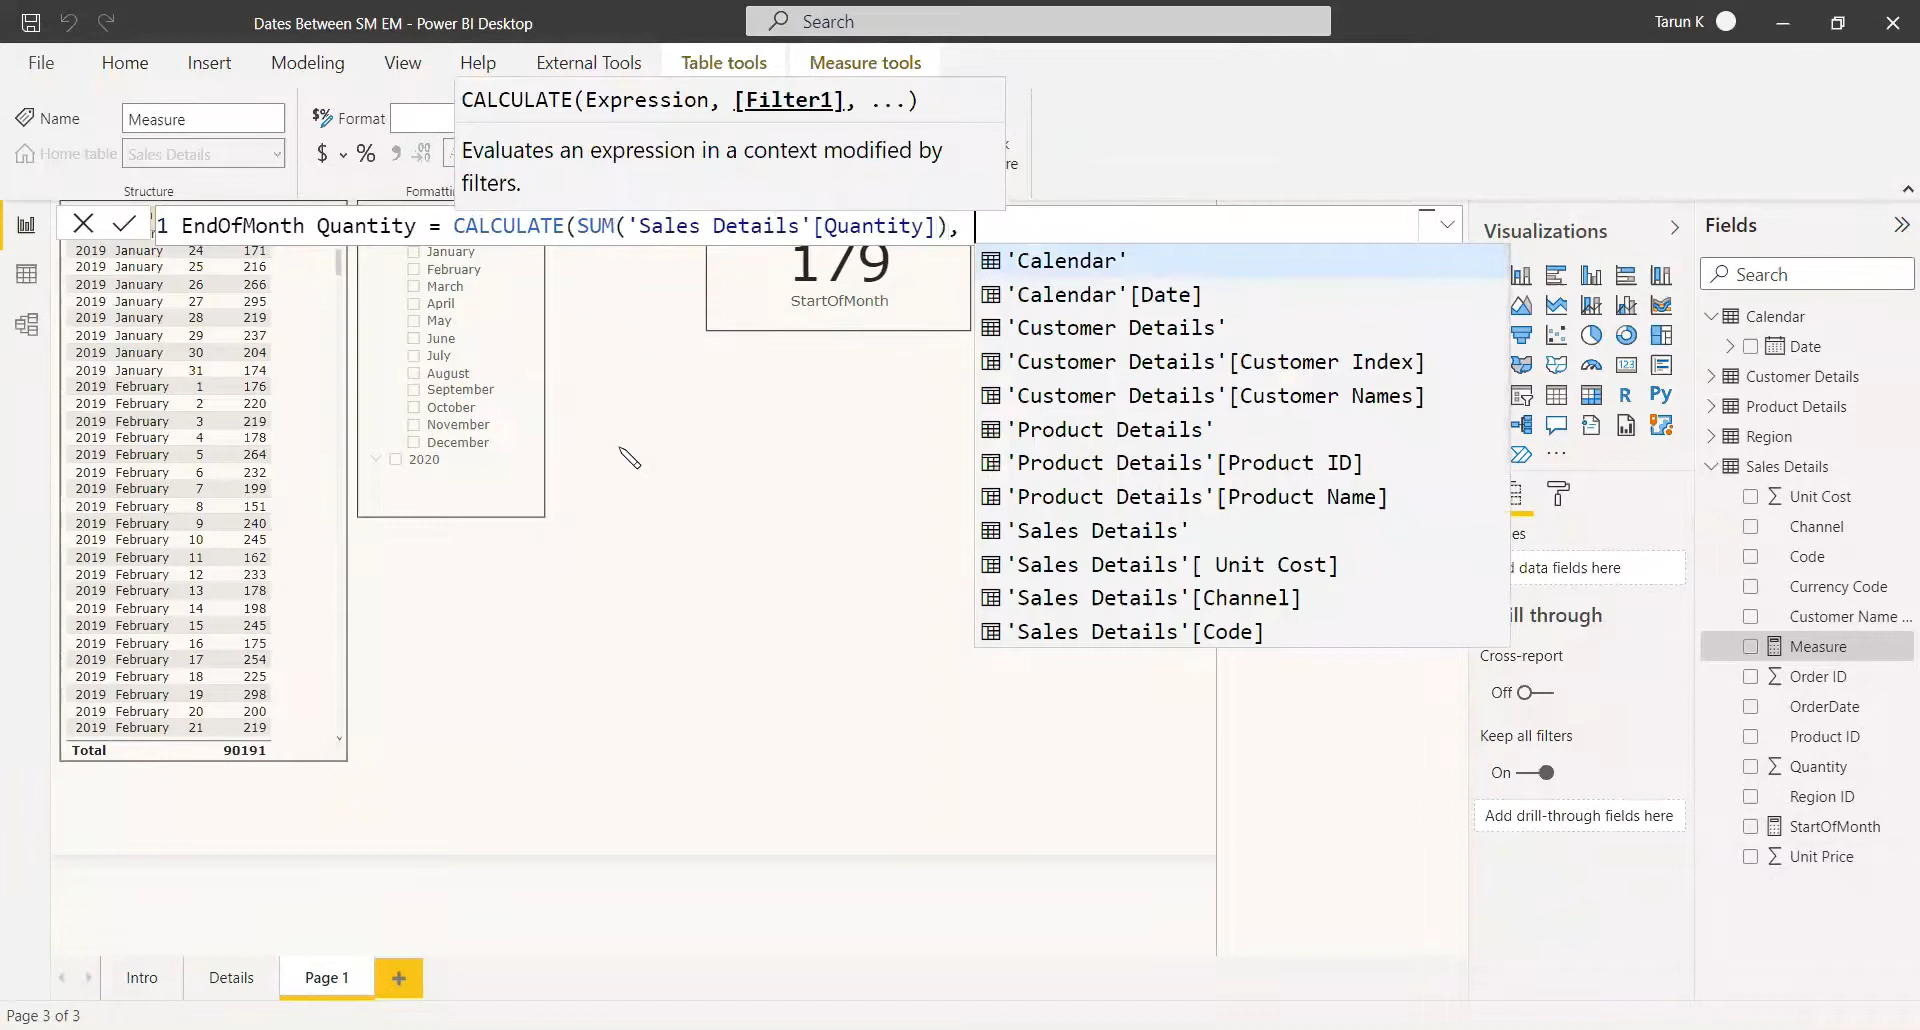 Dates Between SM EM - Power BI Desktop
Search
Tarun K
File
Home
Insert
Modeling
View
Help
External Tools
Table tools
Measure tools
Name
Measure
Home table
Sales Details
Structure
Format
$
%
Formatti
CALCULATE(Expression, [Filter1], ...)
Evaluates an expression in a context modified by
filters.
1 EndOfMonth Quantity = CALCULATE(SUM('Sales Details'[Quantity]),
2019 January 24 171
2019 January 25 216
2019 January 26 266
2019 January 27 295
2019 January 28 219
2019 January 29 237
2019 January 30 204
2019 January 31 174
2019 February 1 176
2019 February 2 220
2019 February 3 219
2019 February 4 178
2019 February 5 264
2019 February 6 232
2019 February 7 199
2019 February 8 151
2019 February 9 240
2019 February 10 245
2019 February 11 162
2019 February 12 233
2019 February 13 178
2019 February 14 198
2019 February 15 245
2019 February 16 175
2019 February 17 254
2019 February 18 225
2019 February 19 298
2019 February 20 200
2019 February 21 219
Total 90191
January
February
March
April
May
June
July
August
September
October
November
December
2020
179
StartOfMonth
'Calendar'
'Calendar'[Date]
'Customer Details'
'Customer Details'[Customer Index]
'Customer Details'[Customer Names]
'Product Details'
'Product Details'[Product ID]
'Product Details'[Product Name]
'Sales Details'
'Sales Details'[ Unit Cost]
'Sales Details'[Channel]
'Sales Details'[Code]
Visualizations
123
R
Py
es
d data fields here
ill through
Cross-report
Off
Keep all filters
On
Add drill-through fields here
Fields
Search
Calendar
Date
Customer Details
Product Details
Region
Sales Details
Unit Cost
Channel
Code
Currency Code
Customer Name ...
Measure
Order ID
OrderDate
Product ID
Quantity
Region ID
StartOfMonth
Unit Price
Intro
Details
Page 1
Page 3 of 3